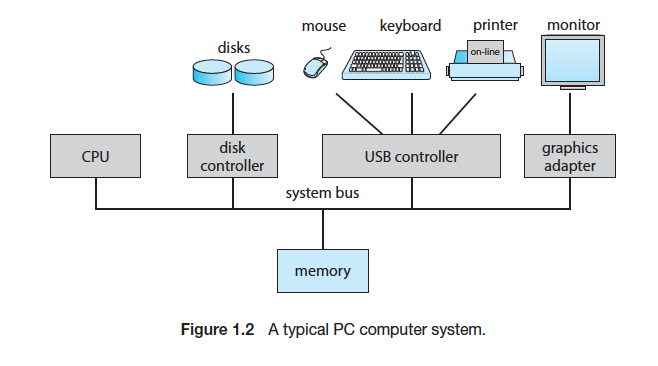 mouse
keyboard
printer
monitor
disks
on-line
CPU
disk
controller
USB controller
graphics
adapter
system bus
memory
Figure 1.2 A typical PC computer system.